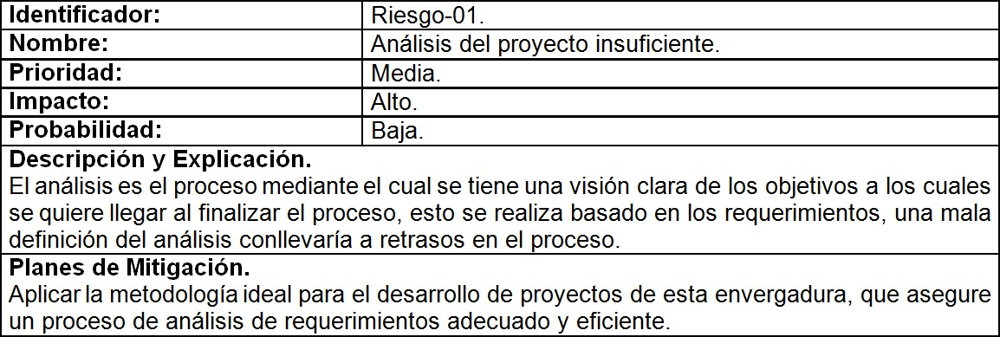 Identificador: Riesgo-01.
Nombre: Análisis del proyecto insuficiente.
Prioridad: Media.
Impacto: Alto.
Probabilidad: Baja.
Descripción y Explicación.
El análisis es el proceso mediante el cual se tiene una visión clara de los objetivos a los cuales
se quiere llegar al finalizar el proceso, esto se realiza basado en los requerimientos, una mala
definición del análisis conllevaría a retrasos en el proceso.
Planes de Mitigación.
Aplicar la metodología ideal para el desarrollo de proyectos de esta envergadura, que asegure
un proceso de análisis de requerimientos adecuado y eficiente.